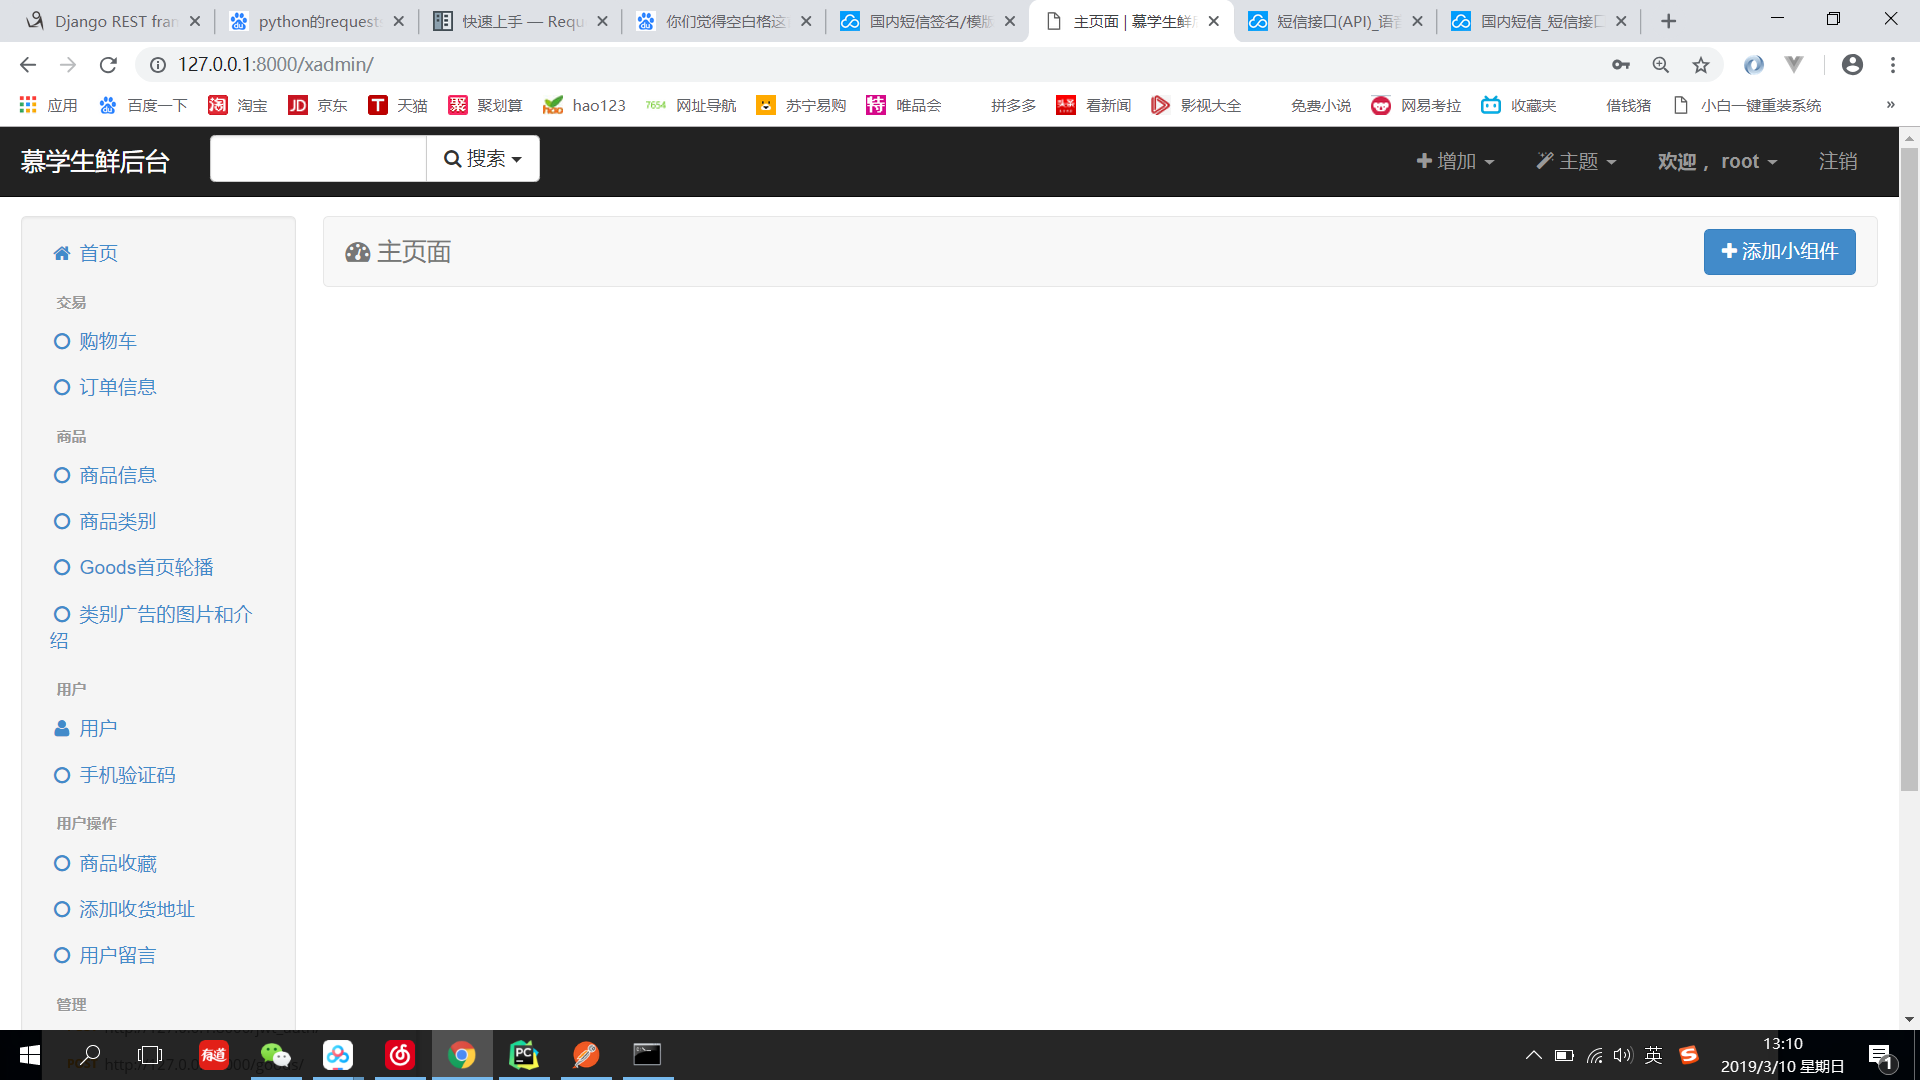 Django REST fran
python的requests
快速上手 — Requ
你们觉得空白格这
国内短信签名/模版
主页面 | 慕学生鲜
短信接口(API)_语音
国内短信_短信接口
127.0.0.1:8000/xadmin/
应用
百度一下
淘宝
JD 京东
T 天猫
聚 聚划算
hao123
7654 网址导航
苏宁易购
特 唯品会
拼多多
头条 看新闻
影视大全
免费小说
网易考拉
收藏夹
借钱猪
小白一键重装系统
»
慕学生鲜后台
搜索
增加
主题
欢迎， root
注销
首页
主页面
添加小组件
交易
购物车
订单信息
商品
商品信息
商品类别
Goods首页轮播
类别广告的图片和介
绍
用户
用户
手机验证码
用户操作
商品收藏
添加收货地址
用户留言
管理
有道
PC
英
13:10
2019/3/10 星期日
1